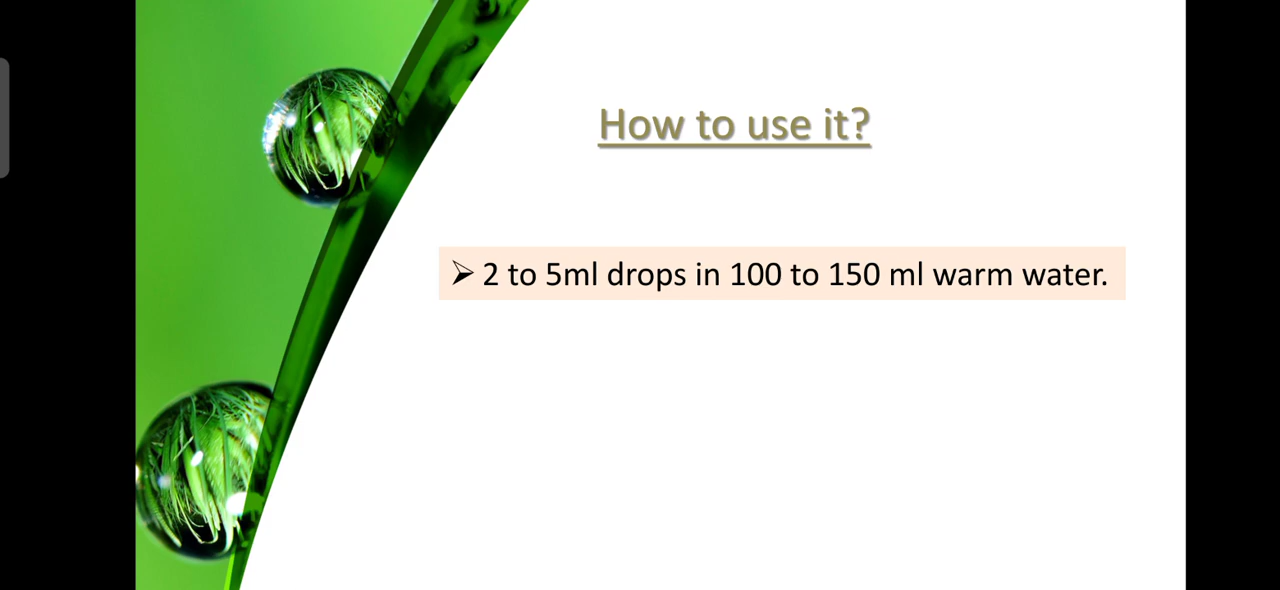 How to use it?
➢ 2 to 5ml drops in 100 to 150 ml warm water.